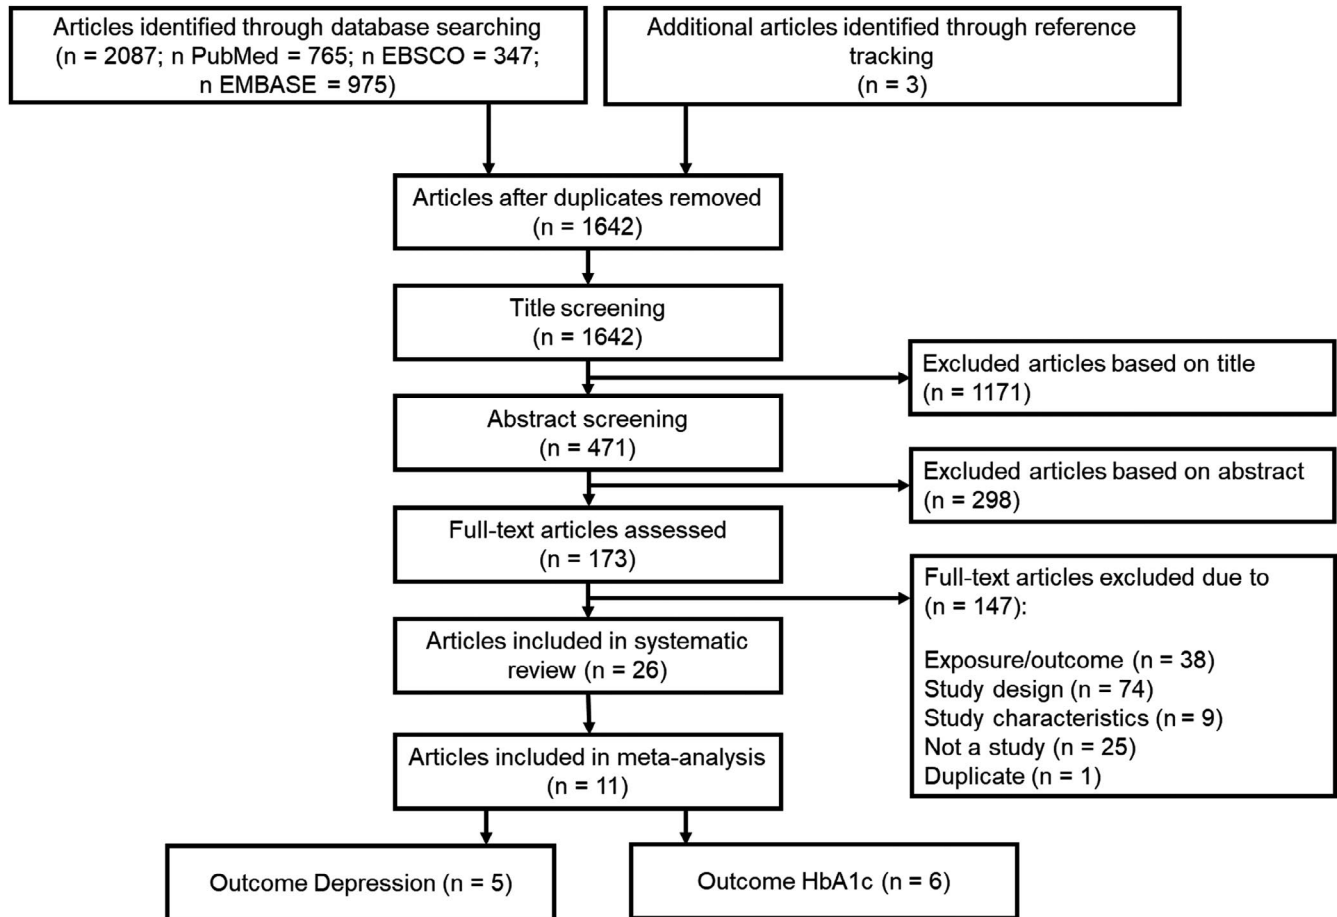 Articles identified through database searching
(n = 2087; n PubMed = 765; n EBSCO = 347;
n EMBASE = 975)
Additional articles identified through reference
tracking
(n = 3)
Articles after duplicates removed
(n = 1642)
Title screening
(n = 1642)
Excluded articles based on title
(n = 1171)
Abstract screening
(n = 471)
Excluded articles based on abstract
(n = 298)
Full-text articles assessed
(n = 173)
Full-text articles excluded due to
(n = 147):
Exposure/outcome (n = 38)
Study design (n = 74)
Study characteristics (n = 9)
Not a study (n = 25)
Duplicate (n = 1)
Articles included in systematic
review (n = 26)
Articles included in meta-analysis
(n = 11)
Outcome Depression (n = 5)
Outcome HbA1c (n = 6)